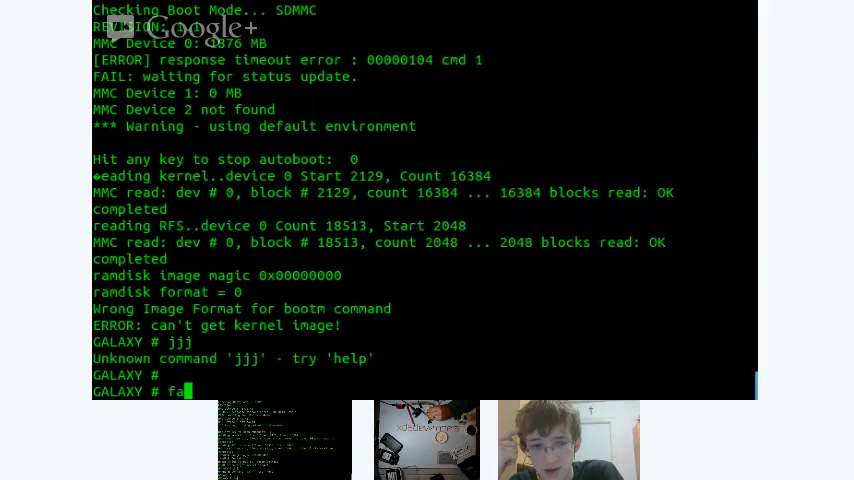 Checking Boot Mode... SDMMC
REVISION: 1.1
Google+
MMC Device 0: 1876 MB
[ERROR] response timeout error : 00000104 cmd 1
FAIL: waiting for status update.
MMC Device 1: 0 MB
MMC Device 2 not found
*** Warning - using default environment
Hit any key to stop autoboot:  0
�eading kernel..device 0 Start 2129, Count 16384
MMC read: dev # 0, block # 2129, count 16384 ... 16384 blocks read: OK
completed
reading RFS..device 0 Count 18513, Start 2048
MMC read: dev # 0, block # 18513, count 2048 ... 2048 blocks read: OK
completed
ramdisk image magic 0x00000000
ramdisk format = 0
Wrong Image Format for bootm command
ERROR: can't get kernel image!
GALAXY # jjj
Unknown command 'jjj' - try 'help'
GALAXY #
GALAXY # fa
xdadevelopers